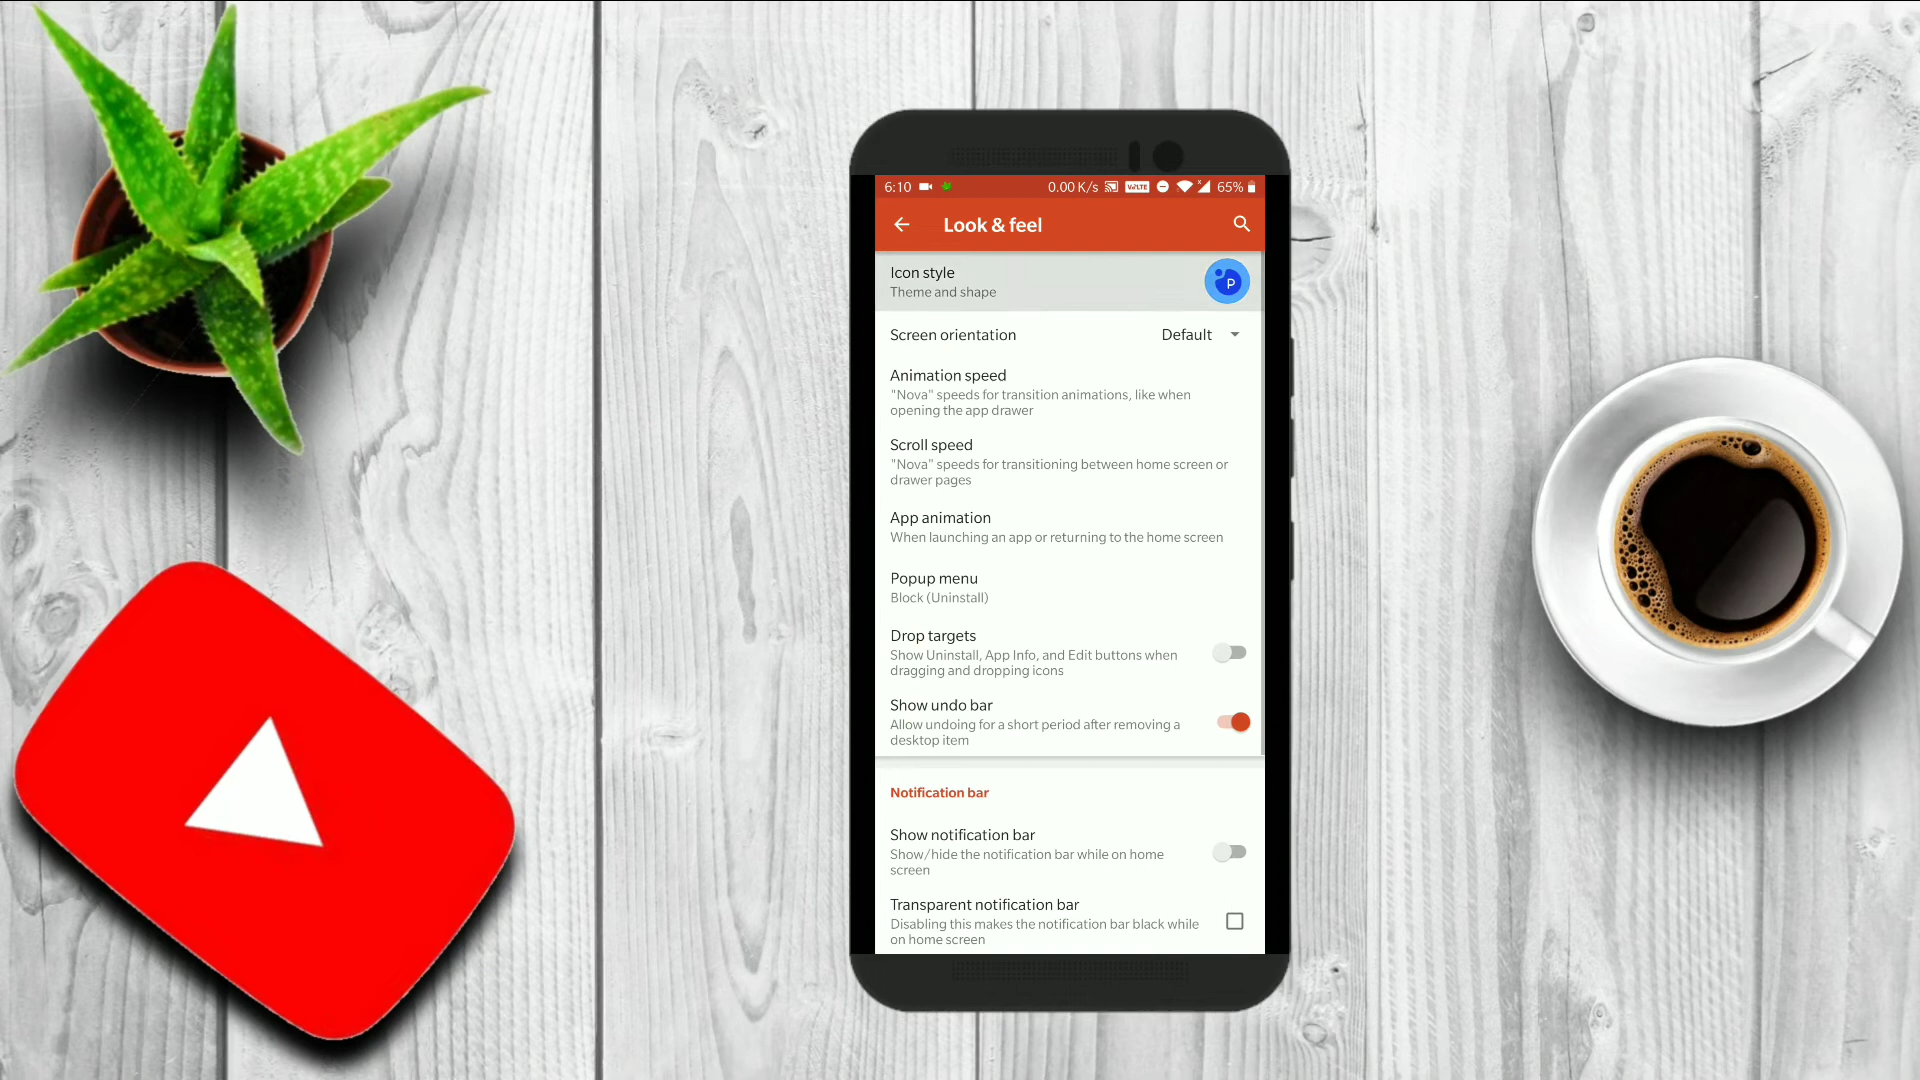 6:10 0.00 K/s VoLTE 65%
Look & feel
Icon style
Theme and shape
P
Screen orientation Default
Animation speed
"Nova" speeds for transition animations, like when
opening the app drawer
Scroll speed
"Nova" speeds for transitioning between home screen or
drawer pages
App animation
When launching an app or returning to the home screen
Popup menu
Block (Uninstall)
Drop targets
Show Uninstall, App Info, and Edit buttons when
dragging and dropping icons
Show undo bar
Allow undoing for a short period after removing a
desktop item
Notification bar
Show notification bar
Show/hide the notification bar while on home
screen
Transparent notification bar
Disabling this makes the notification bar black while
on home screen